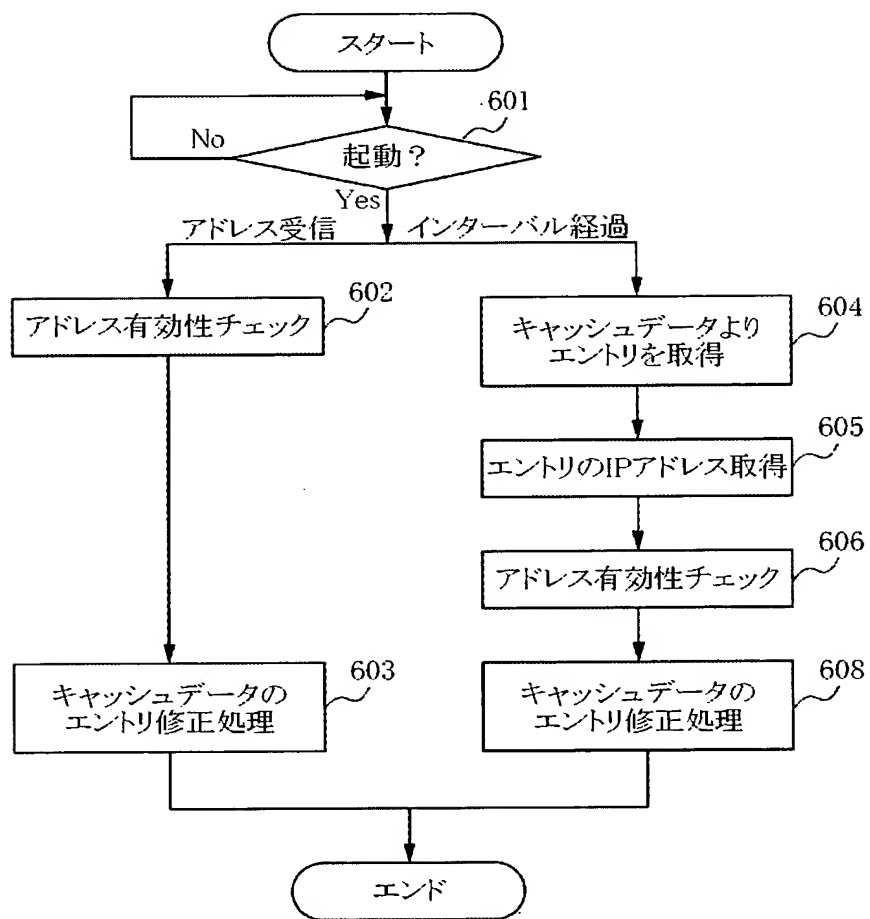 スタート
601
No
起動？
Yes
アドレス受信
インターバル経過
602
アドレス有効性チェック
604
キャッシュデータより
エントリを取得
605
エントリのIPアドレス取得
606
アドレス有効性チェック
603
キャッシュデータの
エントリ修正処理
608
キャッシュデータの
エントリ修正処理
エンド